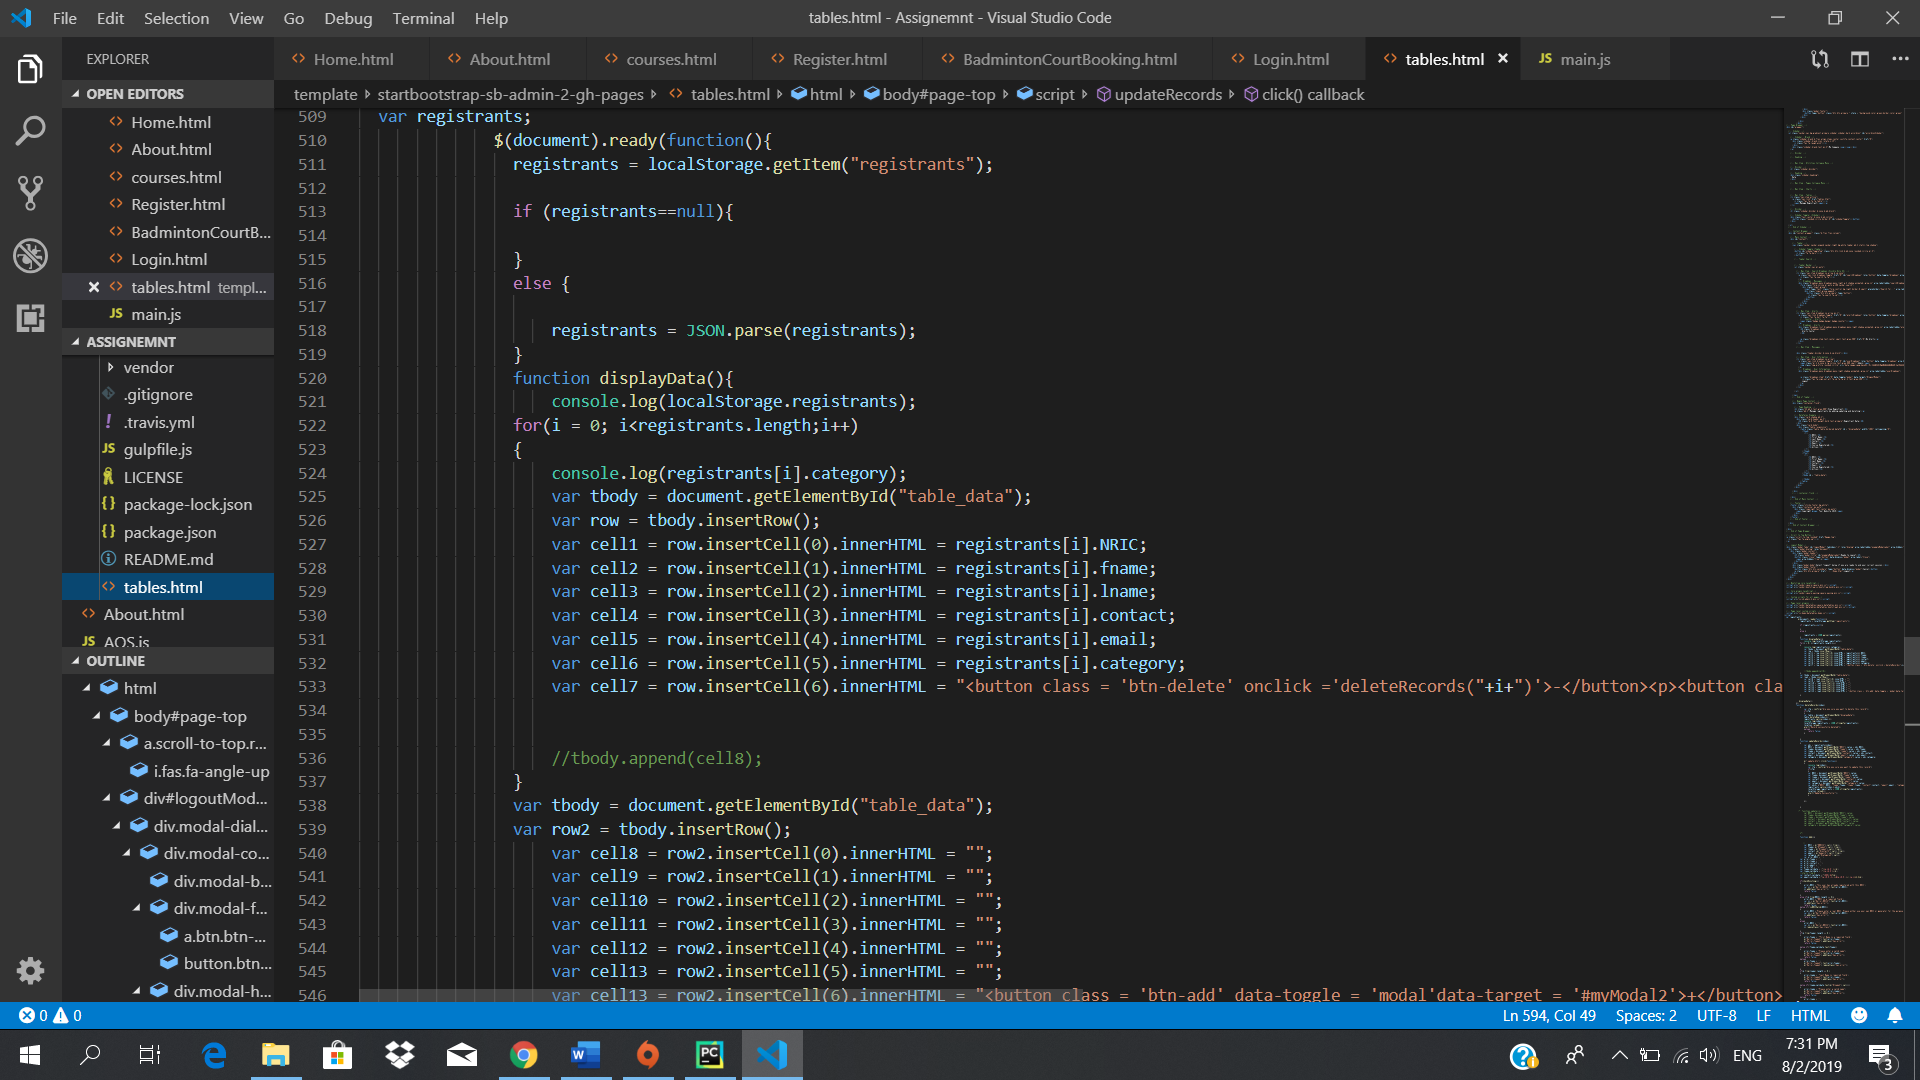 File Edit Selection View Go Debug Terminal Help
tables.html - Assignemnt - Visual Studio Code
EXPLORER
Home.html About.html courses.html Register.html BadmintonCourtBooking.html Login.html tables.html main.js
template startbootstrap-sb-admin-2-gh-pages tables.html html body#page-top script updateRecords click() callback
OPEN EDITORS
Home.html
About.html
courses.html
Register.html
BadmintonCourtB...
Login.html
tables.html templ...
main.js
ASSIGNEMNT
vendor
.gitignore
.travis.yml
gulpfile.js
LICENSE
package-lock.json
package.json
README.md
tables.html
About.html
AOS.js
OUTLINE
html
body#page-top
a.scroll-to-top.r...
i.fas.fa-angle-up
div#logoutMod...
div.modal-dial...
div.modal-co...
div.modal-b...
div.modal-f...
a.btn.btn-...
button.btn...
div.modal-h...
509 var registrants;
510 $(document).ready(function(){
511 registrants = localStorage.getItem("registrants");
512
513 if (registrants==null){
514
515 }
516 else {
517
518 registrants = JSON.parse(registrants);
519 }
520 function displayData(){
521 console.log(localStorage.registrants);
522 for(i = 0; i<registrants.length;i++)
523 {
524 console.log(registrants[i].category);
525 var tbody = document.getElementById("table_data");
526 var row = tbody.insertRow();
527 var cell1 = row.insertCell(0).innerHTML = registrants[i].NRIC;
528 var cell2 = row.insertCell(1).innerHTML = registrants[i].fname;
529 var cell3 = row.insertCell(2).innerHTML = registrants[i].lname;
530 var cell4 = row.insertCell(3).innerHTML = registrants[i].contact;
531 var cell5 = row.insertCell(4).innerHTML = registrants[i].email;
532 var cell6 = row.insertCell(5).innerHTML = registrants[i].category;
533 var cell7 = row.insertCell(6).innerHTML = "<button class = 'btn-delete' onclick ='deleteRecords("+i+")'>-</button><p><button cla
534
535
536 //tbody.append(cell8);
537 }
538 var tbody = document.getElementById("table_data");
539 var row2 = tbody.insertRow();
540 var cell8 = row2.insertCell(0).innerHTML = "";
541 var cell9 = row2.insertCell(1).innerHTML = "";
542 var cell10 = row2.insertCell(2).innerHTML = "";
543 var cell11 = row2.insertCell(3).innerHTML = "";
544 var cell12 = row2.insertCell(4).innerHTML = "";
545 var cell13 = row2.insertCell(5).innerHTML = "";
546 var cell13 = row2.insertCell(6).innerHTML = "<button class = 'btn-add' data-toggle = 'modal'data-target = '#myModal2'>+</button>
0 0
Ln 594, Col 49 Spaces: 2 UTF-8 LF HTML
ENG
7:31 PM
8/2/2019
3